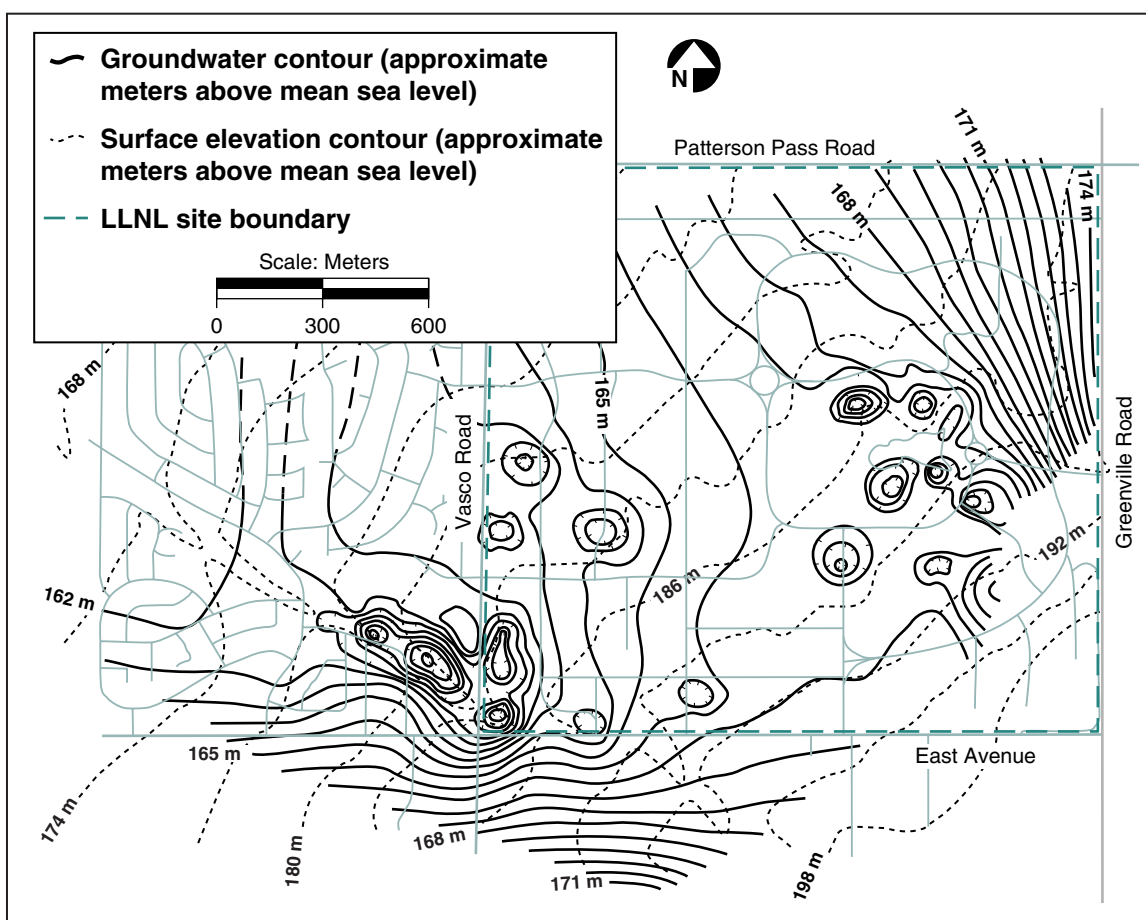 Groundwater contour (approximate
meters above mean sea level)
Surface elevation contour (approximate
meters above mean sea level)
LLNL site boundary
Scale: Meters
0 300 600
N
Patterson Pass Road
171 m
174 m
168 m
168 m
165 m
Vasco Road
Greenville Road
192 m
186 m
162 m
165 m
East Avenue
174 m
180 m
168 m
171 m
198 m